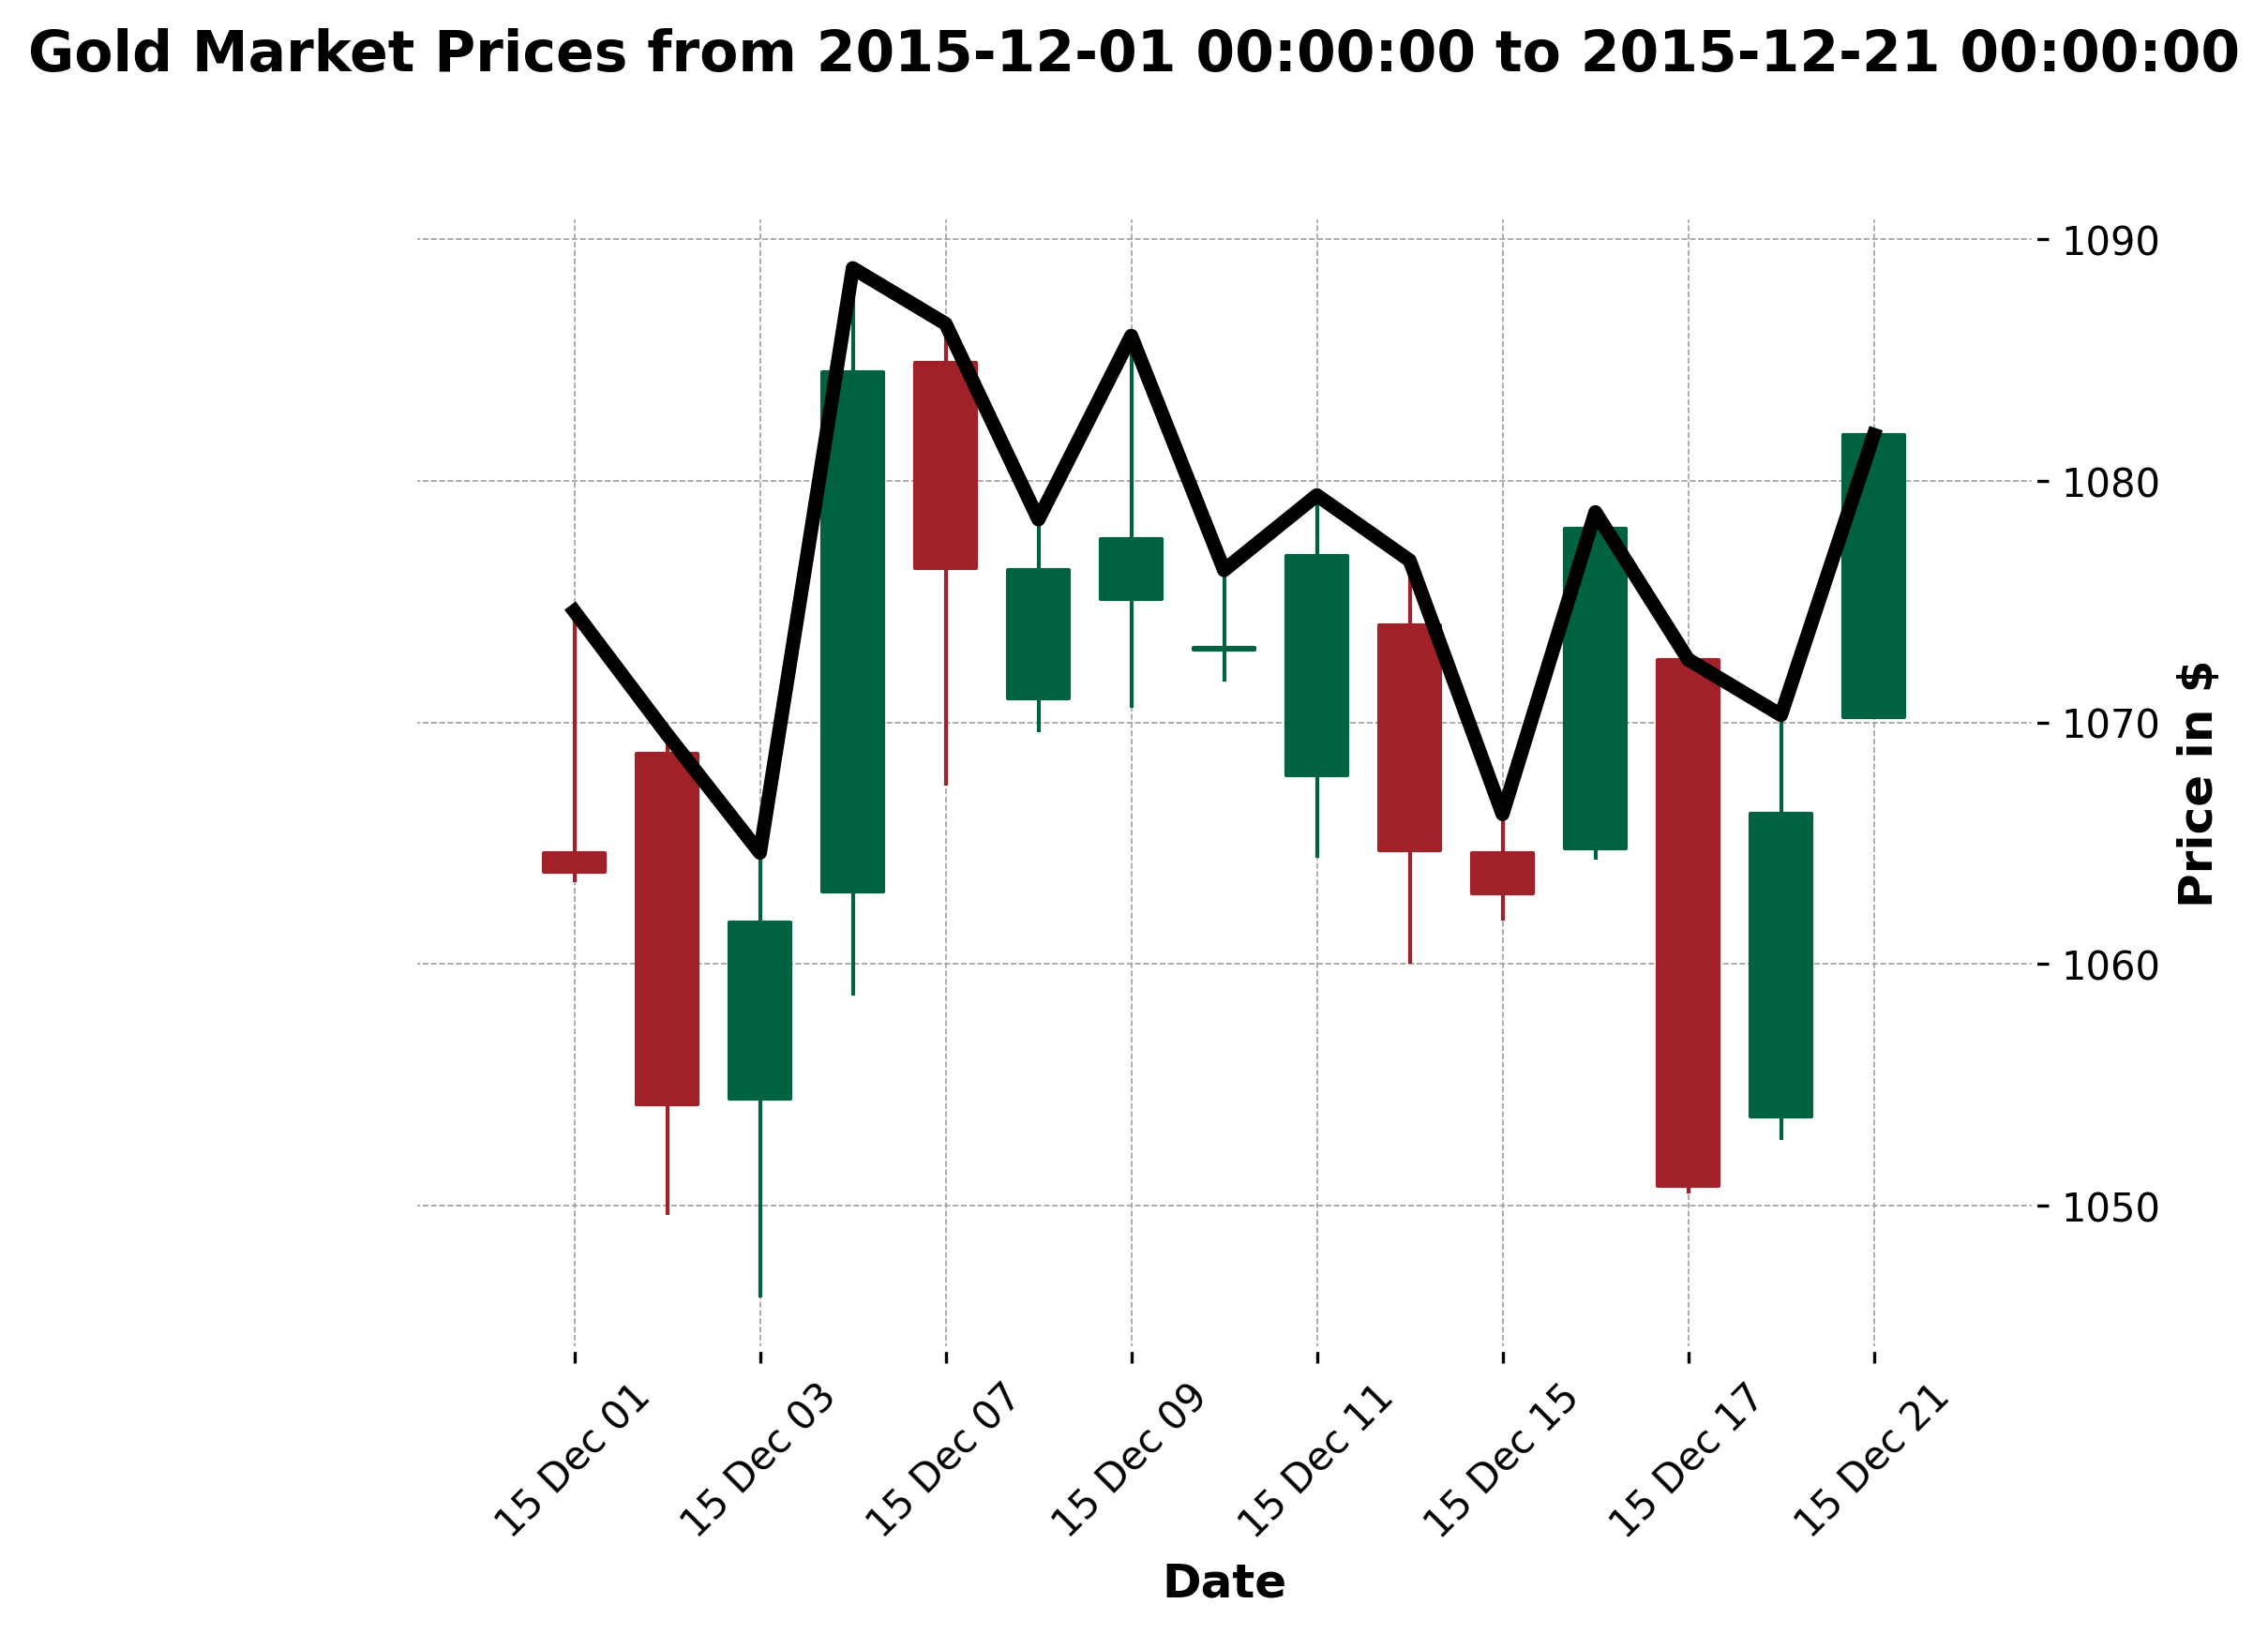 Gold Market Prices from 2015-12-01 00:00:00 to 2015-12-21 00:00:00
1090
1080
1070
1060
1050
Price in $
15 Dec 01
15 Dec 03
15 Dec 07
15 Dec 09
15 Dec 11
15 Dec 15
15 Dec 17
15 Dec 21
Date